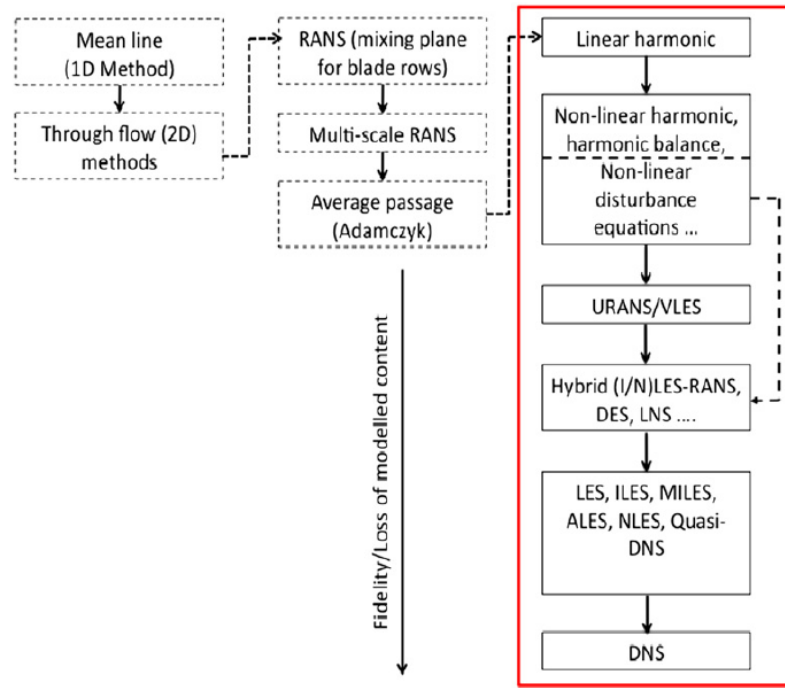 Mean line
(1D Method)
Through flow (2D)
methods
RANS (mixing plane
for blade rows)
Multi-scale RANS
Average passage
(Adamczyk)
Fidelity/Loss of modelled content
Linear harmonic
Non-linear harmonic,
harmonic balance,
Non-linear
disturbance
equations ...
URANS/VLES
Hybrid (I/N)LES-RANS,
DES, LNS ....
LES, ILES, MILES,
ALES, NLES, Quasi-
DNS
DNS